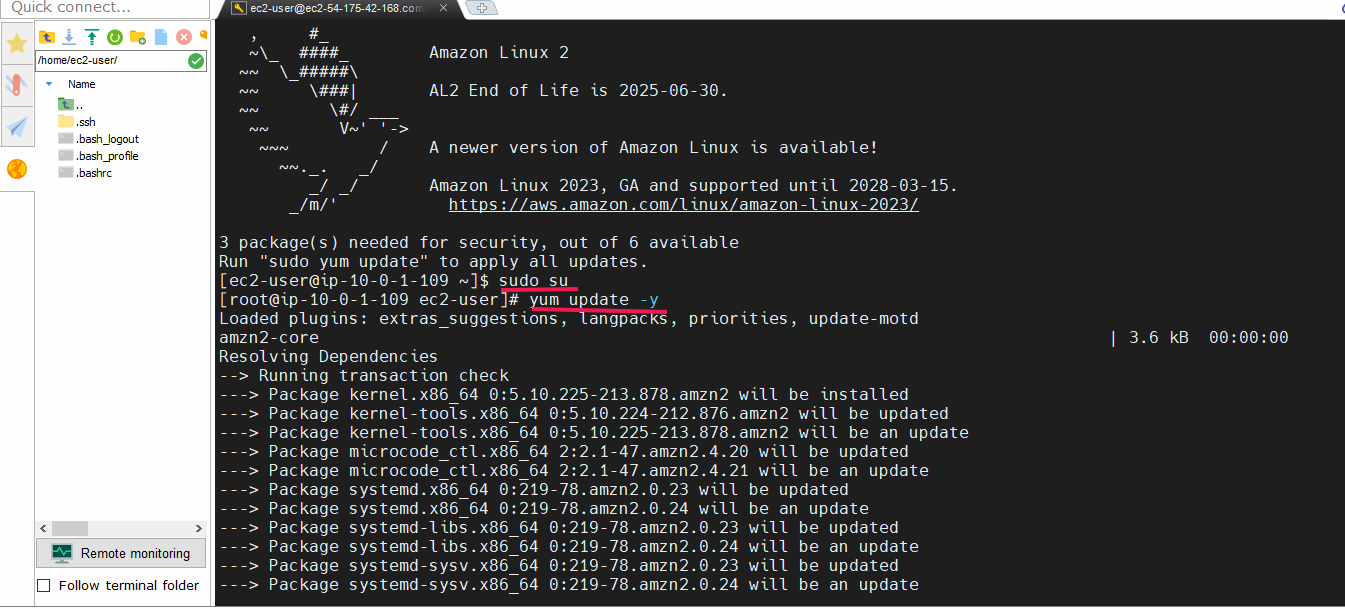 Quick connect...
ec2-user@ec2-54-175-42-168.com
/home/ec2-user/
Name
..
.ssh
.bash_logout
.bash_profile
.bashrc
Remote monitoring
Follow terminal folder
   ,     #_
   ~\_  ####_        Amazon Linux 2
  ~~  \_#####\
  ~~     \###|       AL2 End of Life is 2025-06-30.
  ~~       \#/ ___
   ~~       V~' '->
    ~~~         /    A newer version of Amazon Linux is available!
      ~~._.   _/
         _/ _/       Amazon Linux 2023, GA and supported until 2028-03-15.
       _/m/'           https://aws.amazon.com/linux/amazon-linux-2023/
3 package(s) needed for security, out of 6 available
Run "sudo yum update" to apply all updates.
[ec2-user@ip-10-0-1-109 ~]$ sudo su
[root@ip-10-0-1-109 ec2-user]# yum update -y
Loaded plugins: extras_suggestions, langpacks, priorities, update-motd
amzn2-core | 3.6 kB 00:00:00
Resolving Dependencies
--> Running transaction check
---> Package kernel.x86_64 0:5.10.225-213.878.amzn2 will be installed
---> Package kernel-tools.x86_64 0:5.10.224-212.876.amzn2 will be updated
---> Package kernel-tools.x86_64 0:5.10.225-213.878.amzn2 will be an update
---> Package microcode_ctl.x86_64 2:2.1-47.amzn2.4.20 will be updated
---> Package microcode_ctl.x86_64 2:2.1-47.amzn2.4.21 will be an update
---> Package systemd.x86_64 0:219-78.amzn2.0.23 will be updated
---> Package systemd.x86_64 0:219-78.amzn2.0.24 will be an update
---> Package systemd-libs.x86_64 0:219-78.amzn2.0.23 will be updated
---> Package systemd-libs.x86_64 0:219-78.amzn2.0.24 will be an update
---> Package systemd-sysv.x86_64 0:219-78.amzn2.0.23 will be updated
---> Package systemd-sysv.x86_64 0:219-78.amzn2.0.24 will be an update